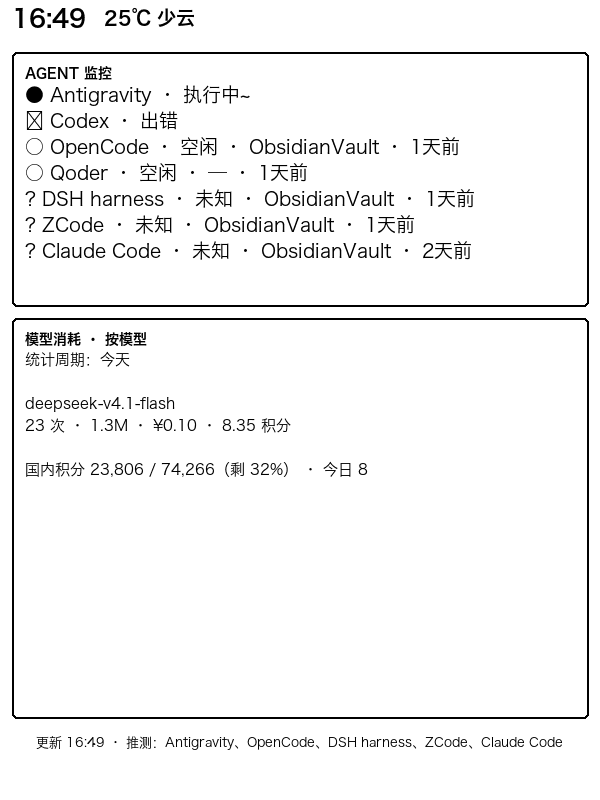 16:49 25℃ 少云
AGENT 监控
● Antigravity · 执行中~
☒ Codex · 出错
○ OpenCode · 空闲 · ObsidianVault · 1天前
○ Qoder · 空闲 · — · 1天前
? DSH harness · 未知 · ObsidianVault · 1天前
? ZCode · 未知 · ObsidianVault · 1天前
? Claude Code · 未知 · ObsidianVault · 2天前
模型消耗 · 按模型
统计周期：今天
deepseek-v4.1-flash
23 次 · 1.3M · ¥0.10 · 8.35 积分
国内积分 23,806 / 74,266（剩 32%） · 今日 8
更新 16:49 · 推测：Antigravity、OpenCode、DSH harness、ZCode、Claude Code